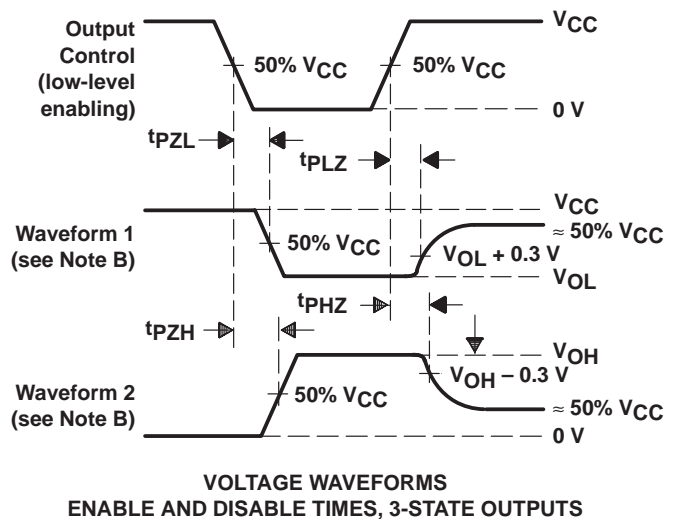 Output
Control
(low-level
enabling)
50% VCC
50% VCC
VCC
0 V
tPZL
tPLZ
Waveform 1
(see Note B)
50% VCC
VCC
≈ 50% VCC
VOL + 0.3 V
VOL
tPHZ
tPZH
Waveform 2
(see Note B)
50% VCC
VOH
VOH – 0.3 V
≈ 50% VCC
0 V
VOLTAGE WAVEFORMS
ENABLE AND DISABLE TIMES, 3-STATE OUTPUTS